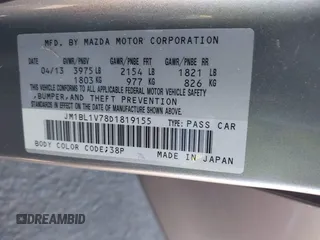 MFD. BY MAZDA MOTOR CORPORATION
GVWR/PNBV GAWR/PNBE FRT GAWR/PNBE RR
04/13 3975 LB 2154 LB 1821 LB
1803 KG 977 KG 826 KG
THIS VEHICLE CONFORMS TO ALL APPLICABLE FEDERAL MOTOR VEHICLE SAFETY
,BUMPER, AND THEFT PREVENTION
STANDARDS IN EFFECT ON THE DATE OF MANUFACTURE SHOWN ABOVE.
JM1BL1V78D1819155 TYPE: PASS CAR
BODY COLOR CODE:38P
MADE IN JAPAN
DREAMBID